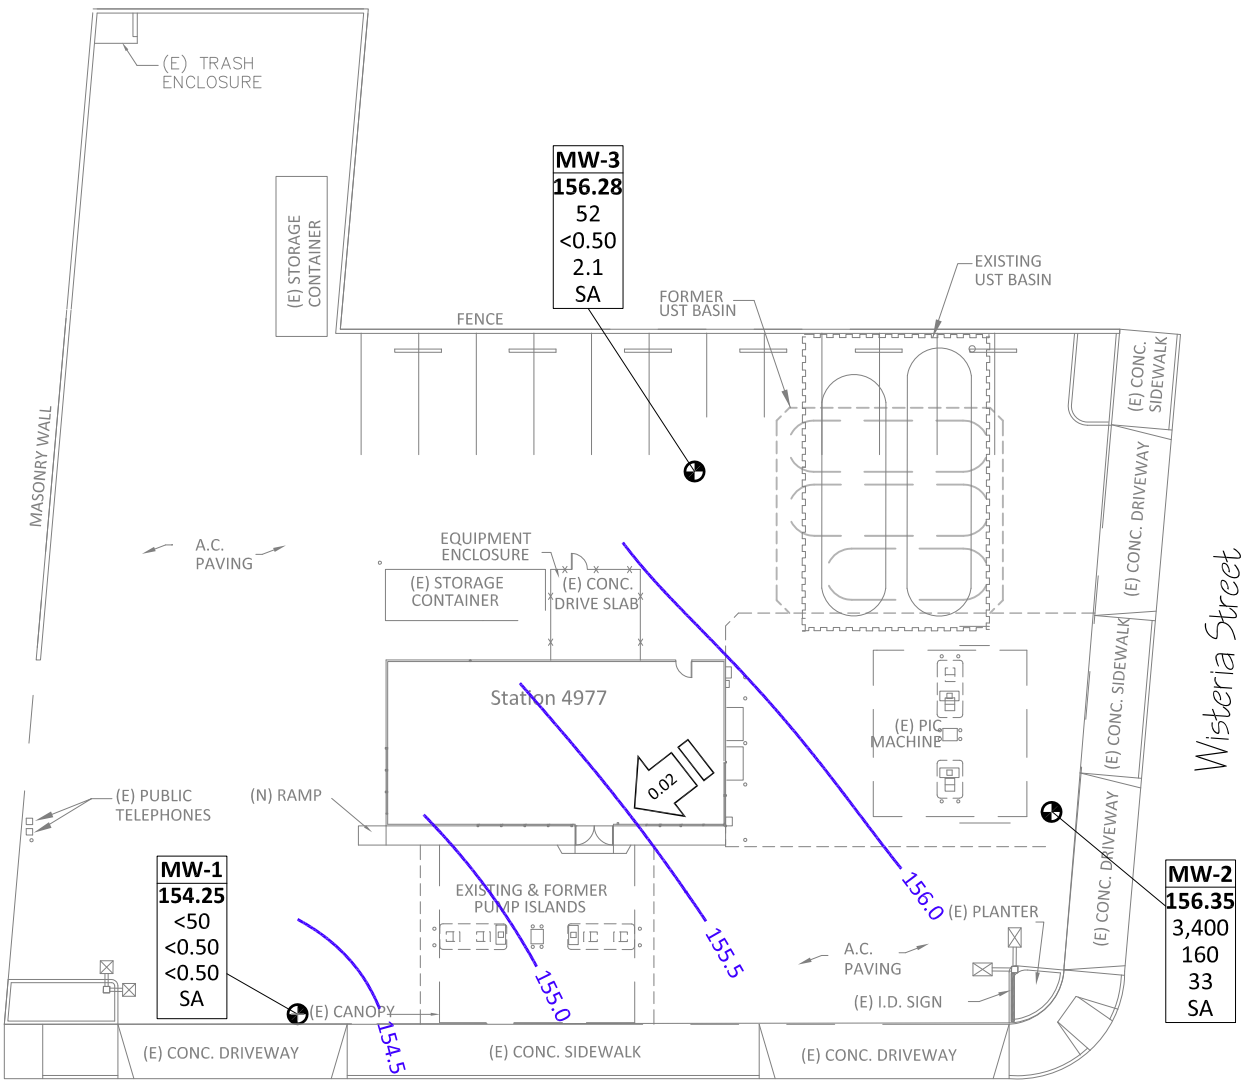 (E) TRASH
ENCLOSURE
MW-3
156.28
52
<0.50
2.1
SA
(E) STORAGE
CONTAINER
EXISTING
UST BASIN
FORMER
UST BASIN
FENCE
(E) CONC.
SIDEWALK
MASONRY WALL
(E) CONC. DRIVEWAY
A.C.
PAVING
EQUIPMENT
ENCLOSURE
(E) STORAGE
CONTAINER
(E) CONC.
DRIVE SLAB
Wisteria Street
(E) CONC. SIDEWALK
Station 4977
(E) PIC
MACHINE
0.02
(E) PUBLIC
TELEPHONES
(N) RAMP
(E) CONC. DRIVEWAY
MW-1
154.25
<50
<0.50
<0.50
SA
EXISTING & FORMER
PUMP ISLANDS
156.0
155.5
155.0
154.5
MW-2
156.35
3,400
160
33
SA
(E) PLANTER
A.C.
PAVING
(E) I.D. SIGN
(E) CANOPY
(E) CONC. DRIVEWAY
(E) CONC. SIDEWALK
(E) CONC. DRIVEWAY